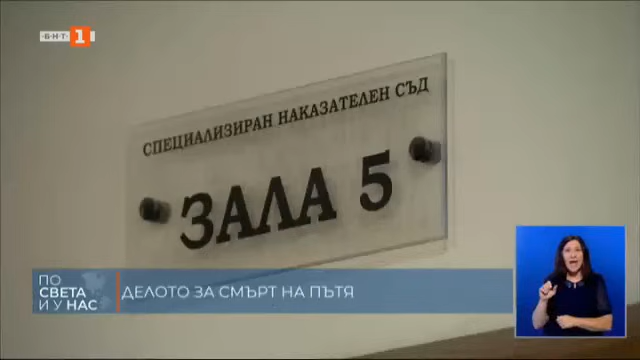 БНТ 1
СПЕЦИАЛИЗИРАН НАКАЗАТЕЛЕН СЪД
ЗАЛА 5
ПО СВЕТА И У НАС
ДЕЛОТО ЗА СМЪРТ НА ПЪТЯ